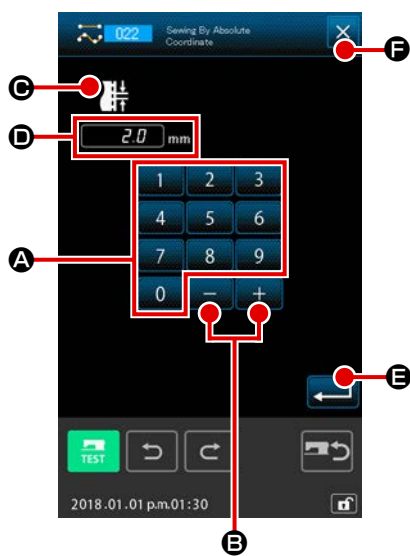 022 Sewing By Absolute
Coordinate
F
C
D
2.0 mm
1 2 3
4 5 6
A
7 8 9
0 − +
E
TEST
2018.01.01 p.m.01:30
B